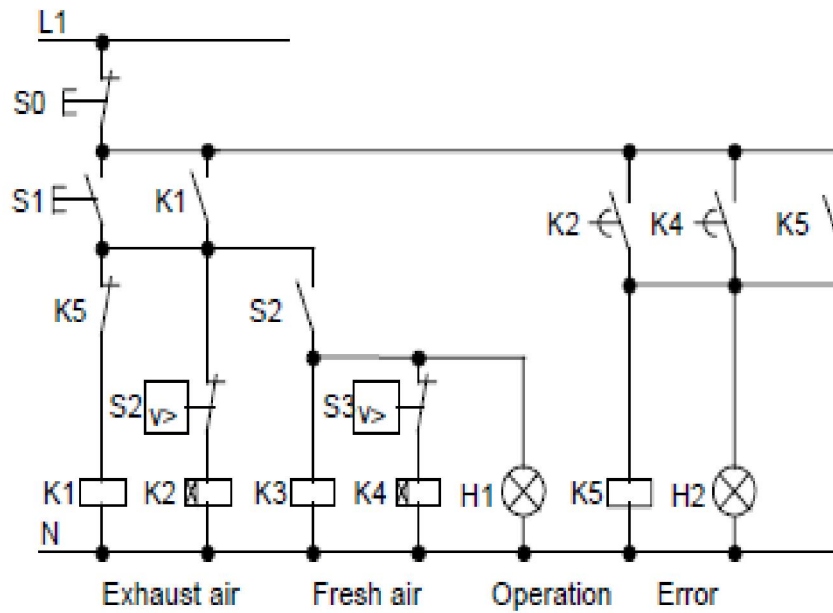 L1
S0
S1 K1 K2 K4 K5
K5 S2
S2 v> S3 v>
K1 K2 K3 K4 H1 K5 H2
N
Exhaust air Fresh air Operation Error